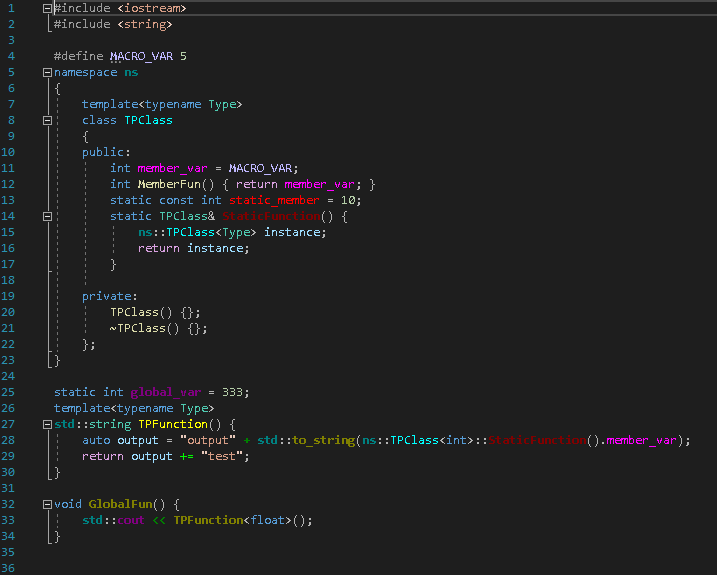 1 #include <iostream>
2 #include <string>
3
4 #define MACRO_VAR 5
5 namespace ns
6 {
7     template<typename Type>
8     class TPClass
9     {
10     public:
11         int member_var = MACRO_VAR;
12         int MemberFun() { return member_var; }
13         static const int static_member = 10;
14         static TPClass& StaticFunction() {
15             ns::TPClass<Type> instance;
16             return instance;
17         }
18
19     private:
20         TPClass() {};
21         ~TPClass() {};
22     };
23 }
24
25 static int global_var = 333;
26 template<typename Type>
27 std::string TPFunction() {
28     auto output = "output" + std::to_string(ns::TPClass<int>::StaticFunction().member_var);
29     return output += "test";
30 }
31
32 void GlobalFun() {
33     std::cout << TPFunction<float>();
34 }
35
36